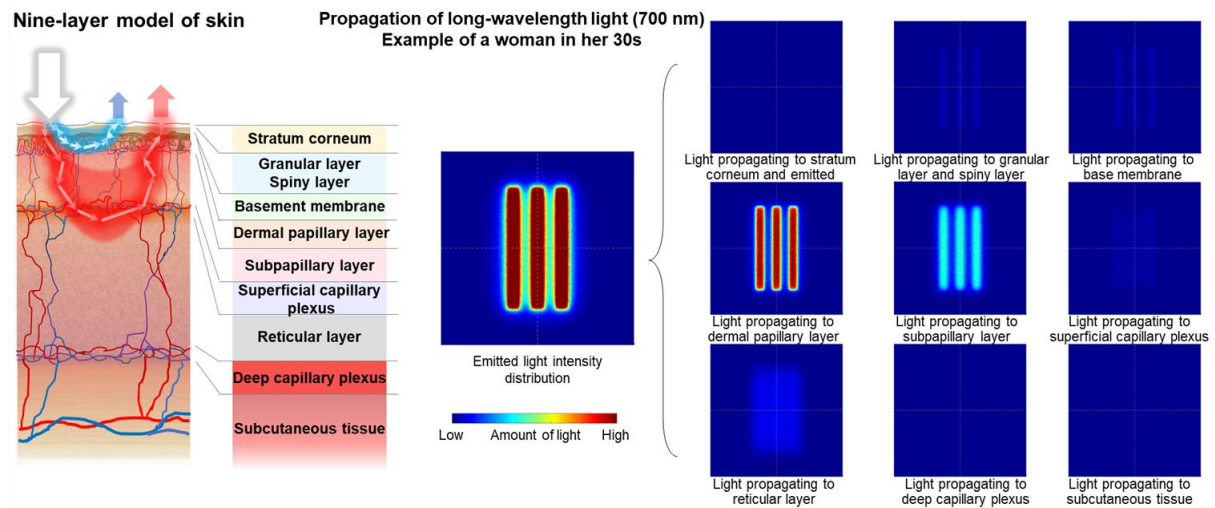 Nine-layer model of skin
Propagation of long-wavelength light (700 nm)
Example of a woman in her 30s
Stratum corneum
Granular layer
Spiny layer
Basement membrane
Dermal papillary layer
Subpapillary layer
Superficial capillary
plexus
Reticular layer
Deep capillary plexus
Subcutaneous tissue
Emitted light intensity
distribution
Low
Amount of light
High
Light propagating to stratum
corneum and emitted
Light propagating to granular
layer and spiny layer
Light propagating to
base membrane
Light propagating to
dermal papillary layer
Light propagating to
subpapillary layer
Light propagating to
superficial capillary plexus
Light propagating to
reticular layer
Light propagating to
deep capillary plexus
Light propagating to
subcutaneous tissue